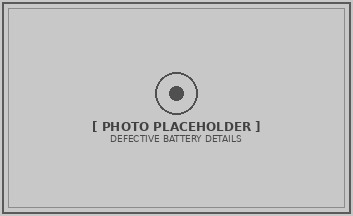 [ PHOTO PLACEHOLDER ]
DEFECTIVE BATTERY DETAILS